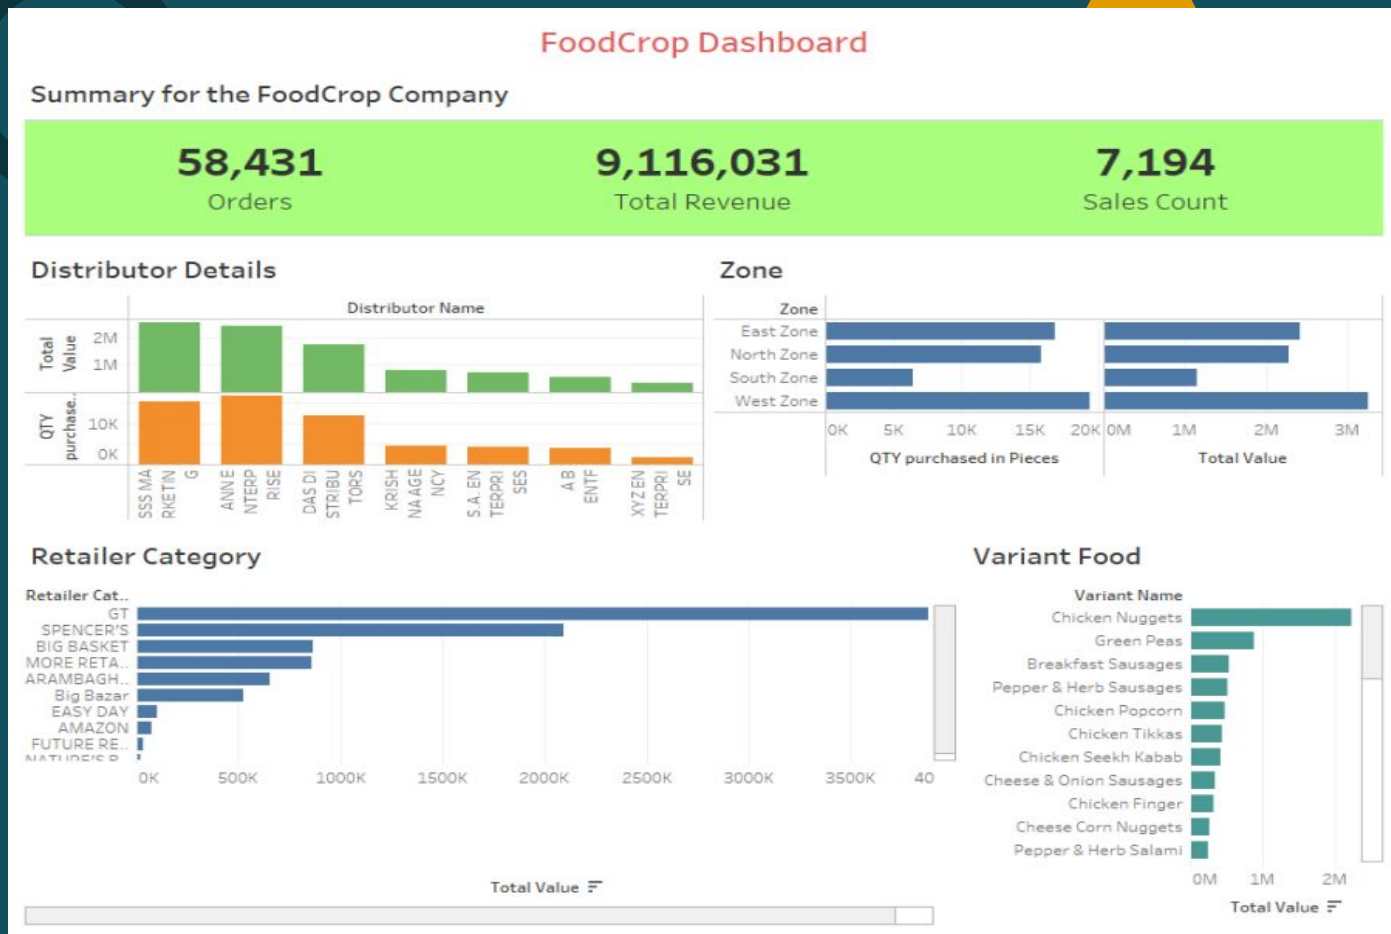 FoodCrop Dashboard
Summary for the FoodCrop Company
58,431
Orders
9,116,031
Total Revenue
7,194
Sales Count
Distributor Details
Distributor Name
Total
Value
2M
1M
QTY
purchase..
10K
0K
SSS MA
RKETIN
G
ANN E
NTERP
RISE
DAS DI
STRIBU
TORS
KRISH
NA AGE
NCY
S.A. EN
TERPRI
SES
A B
ENTF
XYZ EN
TERPRI
SE
Zone
Zone
East Zone
North Zone
South Zone
West Zone
0K 5K 10K 15K 20K 0M 1M 2M 3M
QTY purchased in Pieces
Total Value
Retailer Category
Retailer Cat..
GT
SPENCER'S
BIG BASKET
MORE RETA..
ARAMBAGH..
Big Bazar
EASY DAY
AMAZON
FUTURE RE..
0K 500K 1000K 1500K 2000K 2500K 3000K 3500K 40
Total Value
Variant Food
Variant Name
Chicken Nuggets
Green Peas
Breakfast Sausages
Pepper & Herb Sausages
Chicken Popcorn
Chicken Tikkas
Chicken Seekh Kabab
Cheese & Onion Sausages
Chicken Finger
Cheese Corn Nuggets
Pepper & Herb Salami
0M 1M 2M
Total Value